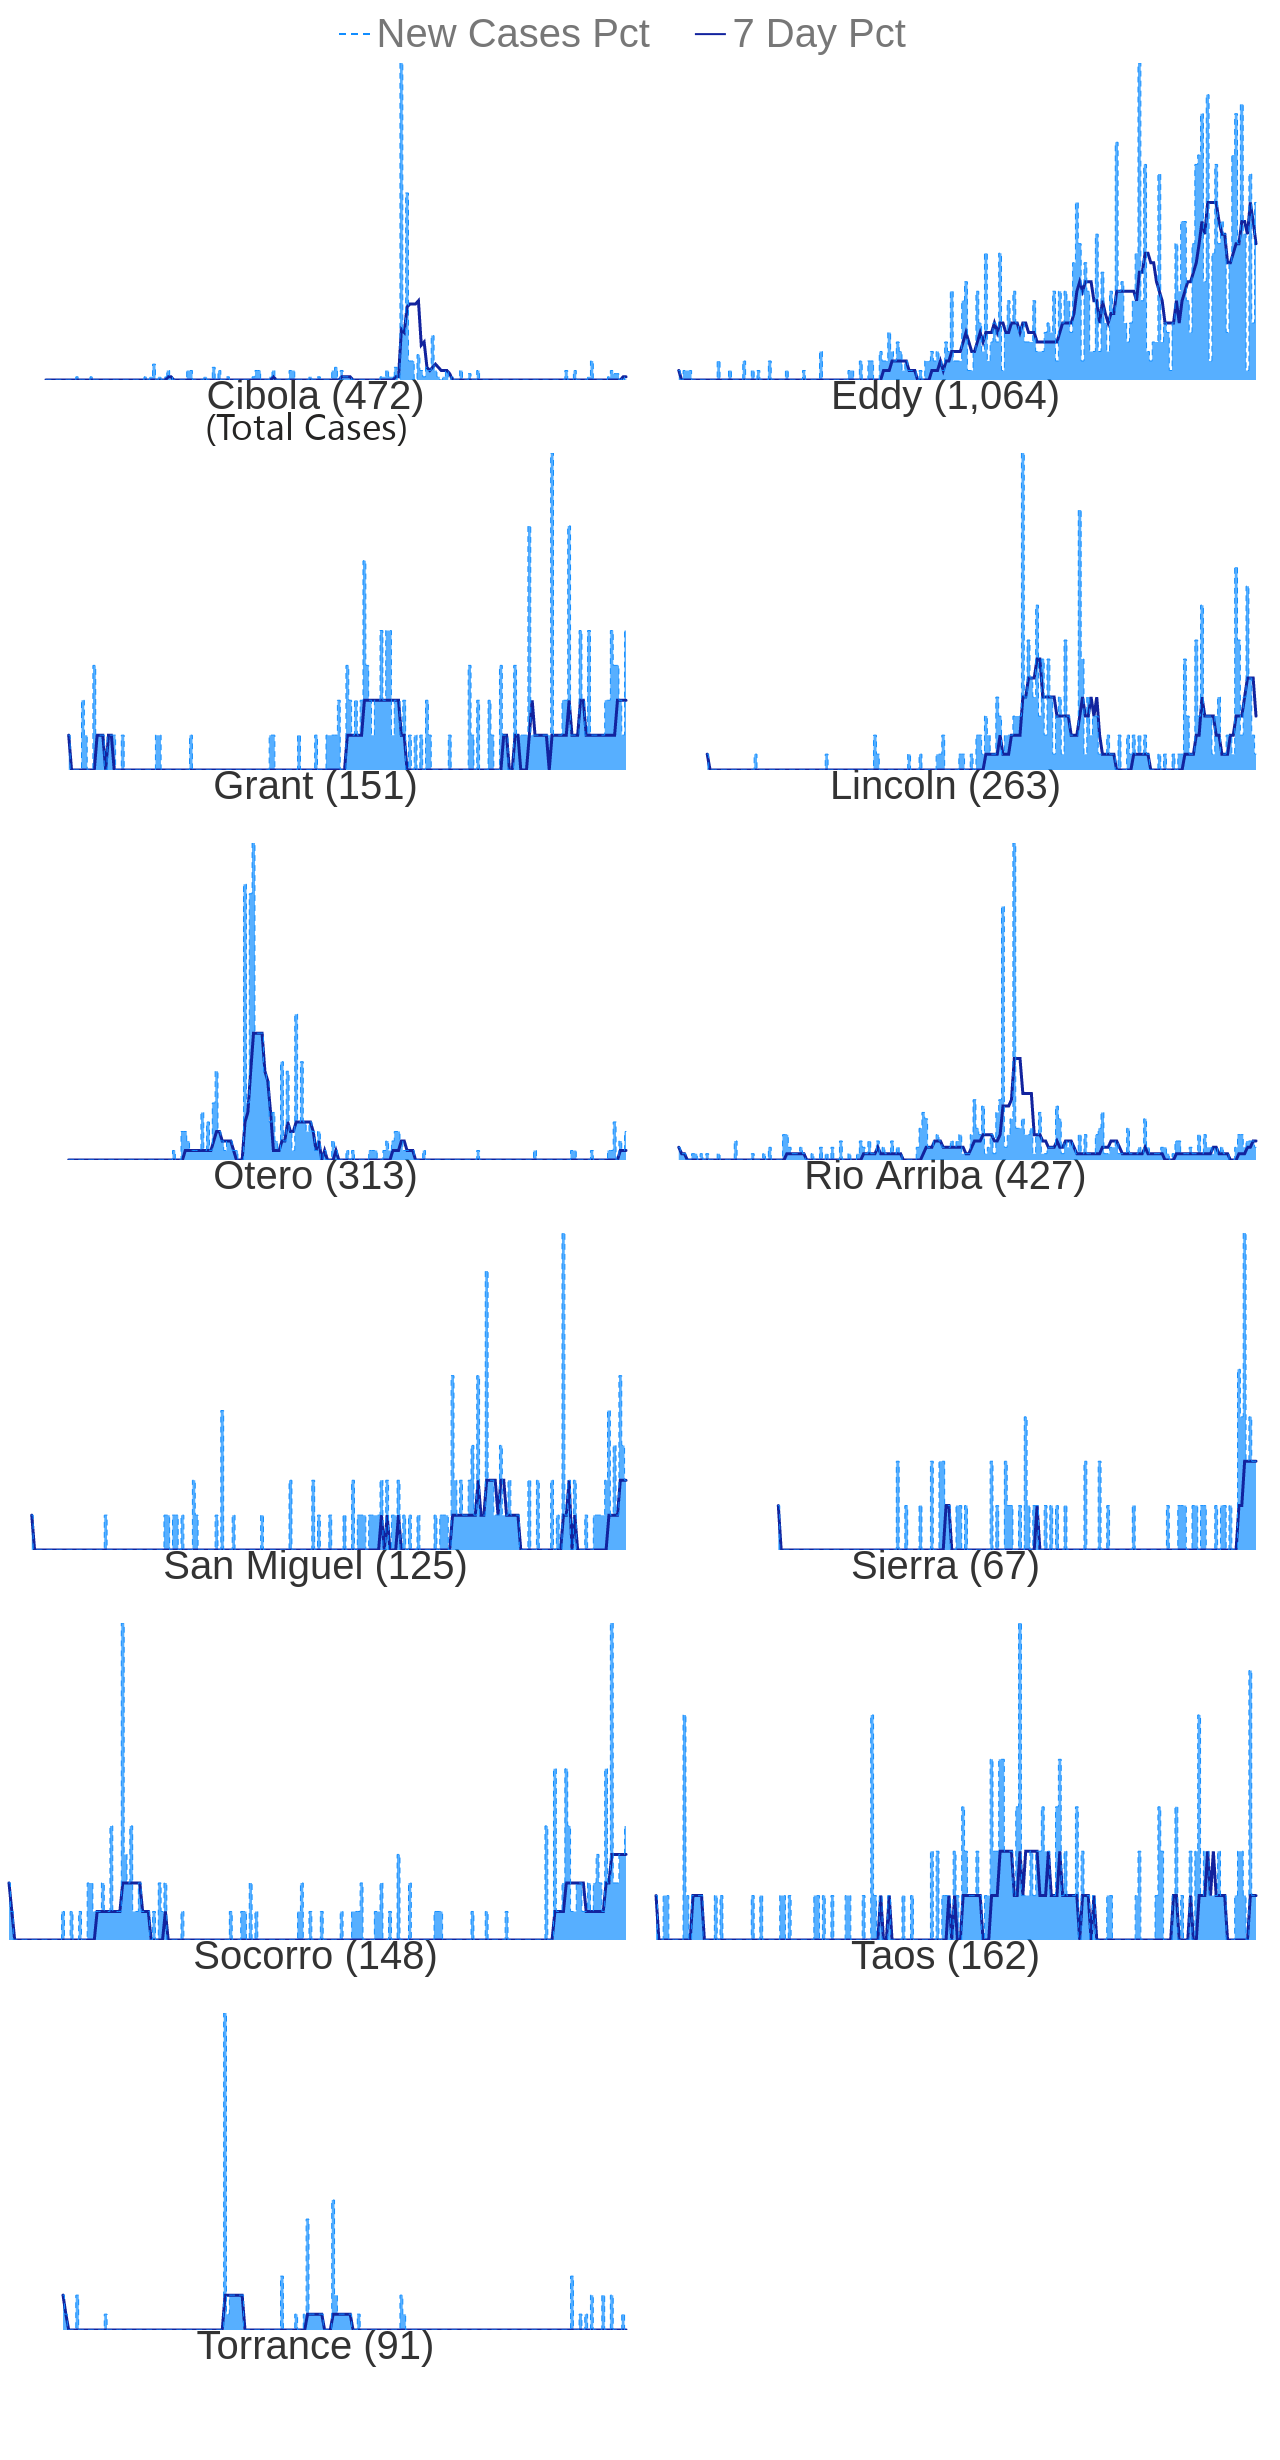 New Cases Pct 7 Day Pct
Cibola (472) Eddy (1,064)
(Total Cases)
Grant (151) Lincoln (263)
Otero (313) Rio Arriba (427)
San Miguel (125) Sierra (67)
Socorro (148) Taos (162)
Torrance (91)